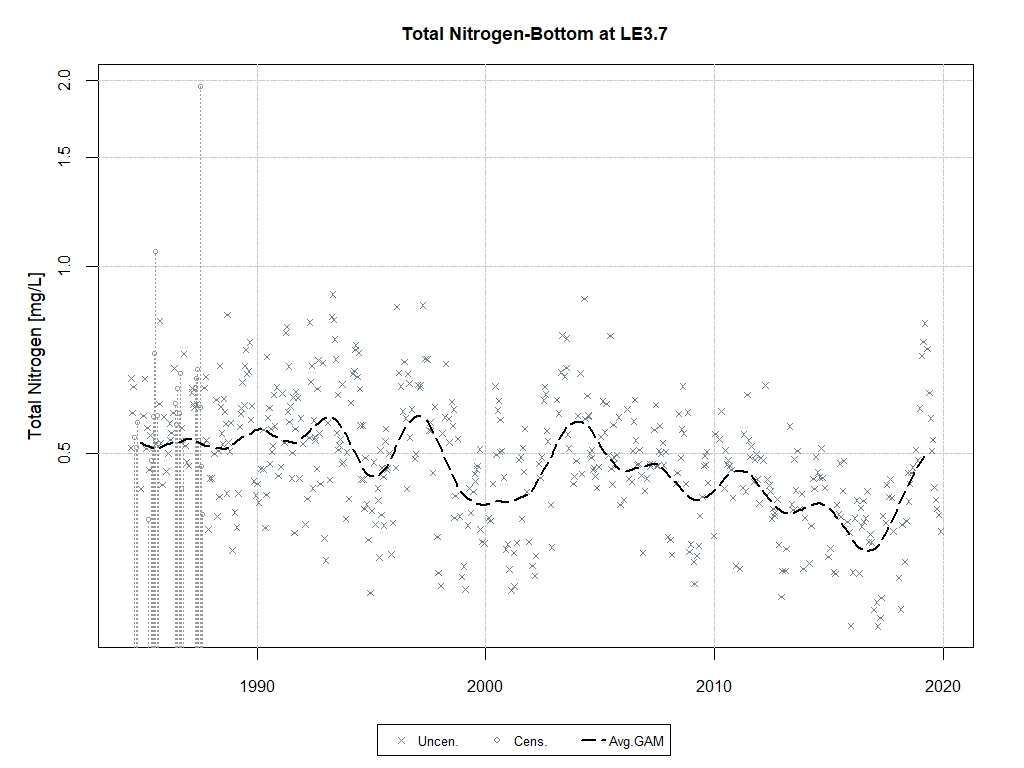 Total Nitrogen-Bottom at LE3.7
Total Nitrogen [mg/L]
2.0
1.5
1.0
0.5
1990 2000 2010 2020
Uncen. Cens. Avg.GAM